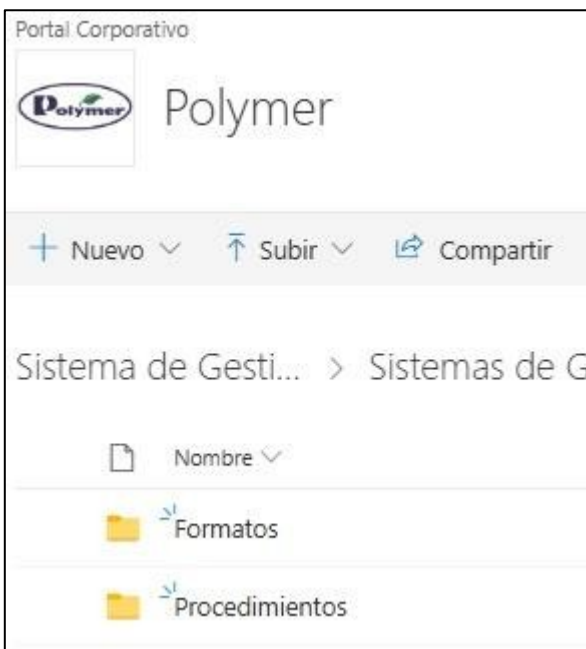 Portal Corporativo
Polymer
Polymer
Nuevo Subir Compartir
Sistema de Gesti... > Sistemas de G
Nombre
Formatos
Procedimientos